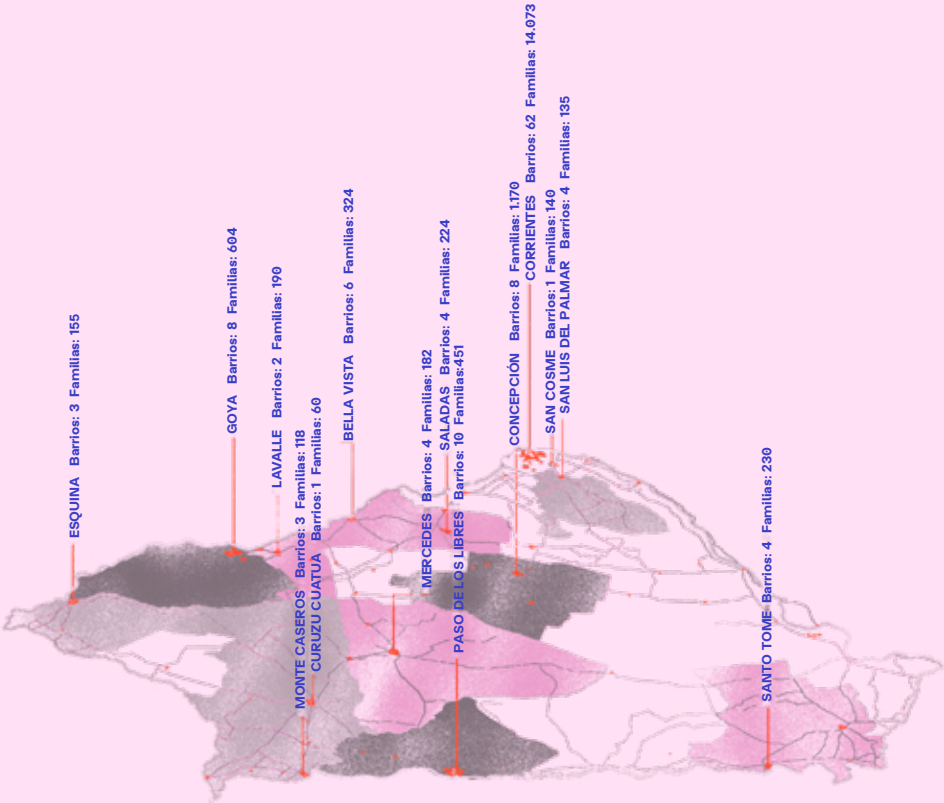 ESQUINA Barrios: 3 Familias: 155
GOYA Barrios: 8 Familias: 604
LAVALLE Barrios: 2 Familias: 190
MONTE CASEROS Barrios: 3 Familias: 118
CURUZU CUATUA Barrios: 1 Familias: 60
BELLA VISTA Barrios: 6 Familias: 324
MERCEDES Barrios: 4 Familias: 182
SALADAS Barrios: 4 Familias: 224
PASO DE LOS LIBRES Barrios: 10 Familias:451
CONCEPCIÓN Barrios: 8 Familias: 1.170
CORRIENTES Barrios: 62 Familias: 14.073
SAN COSME Barrios: 1 Familias: 140
SAN LUIS DEL PALMAR Barrios: 4 Familias: 135
SANTO TOME Barrios: 4 Familias: 230